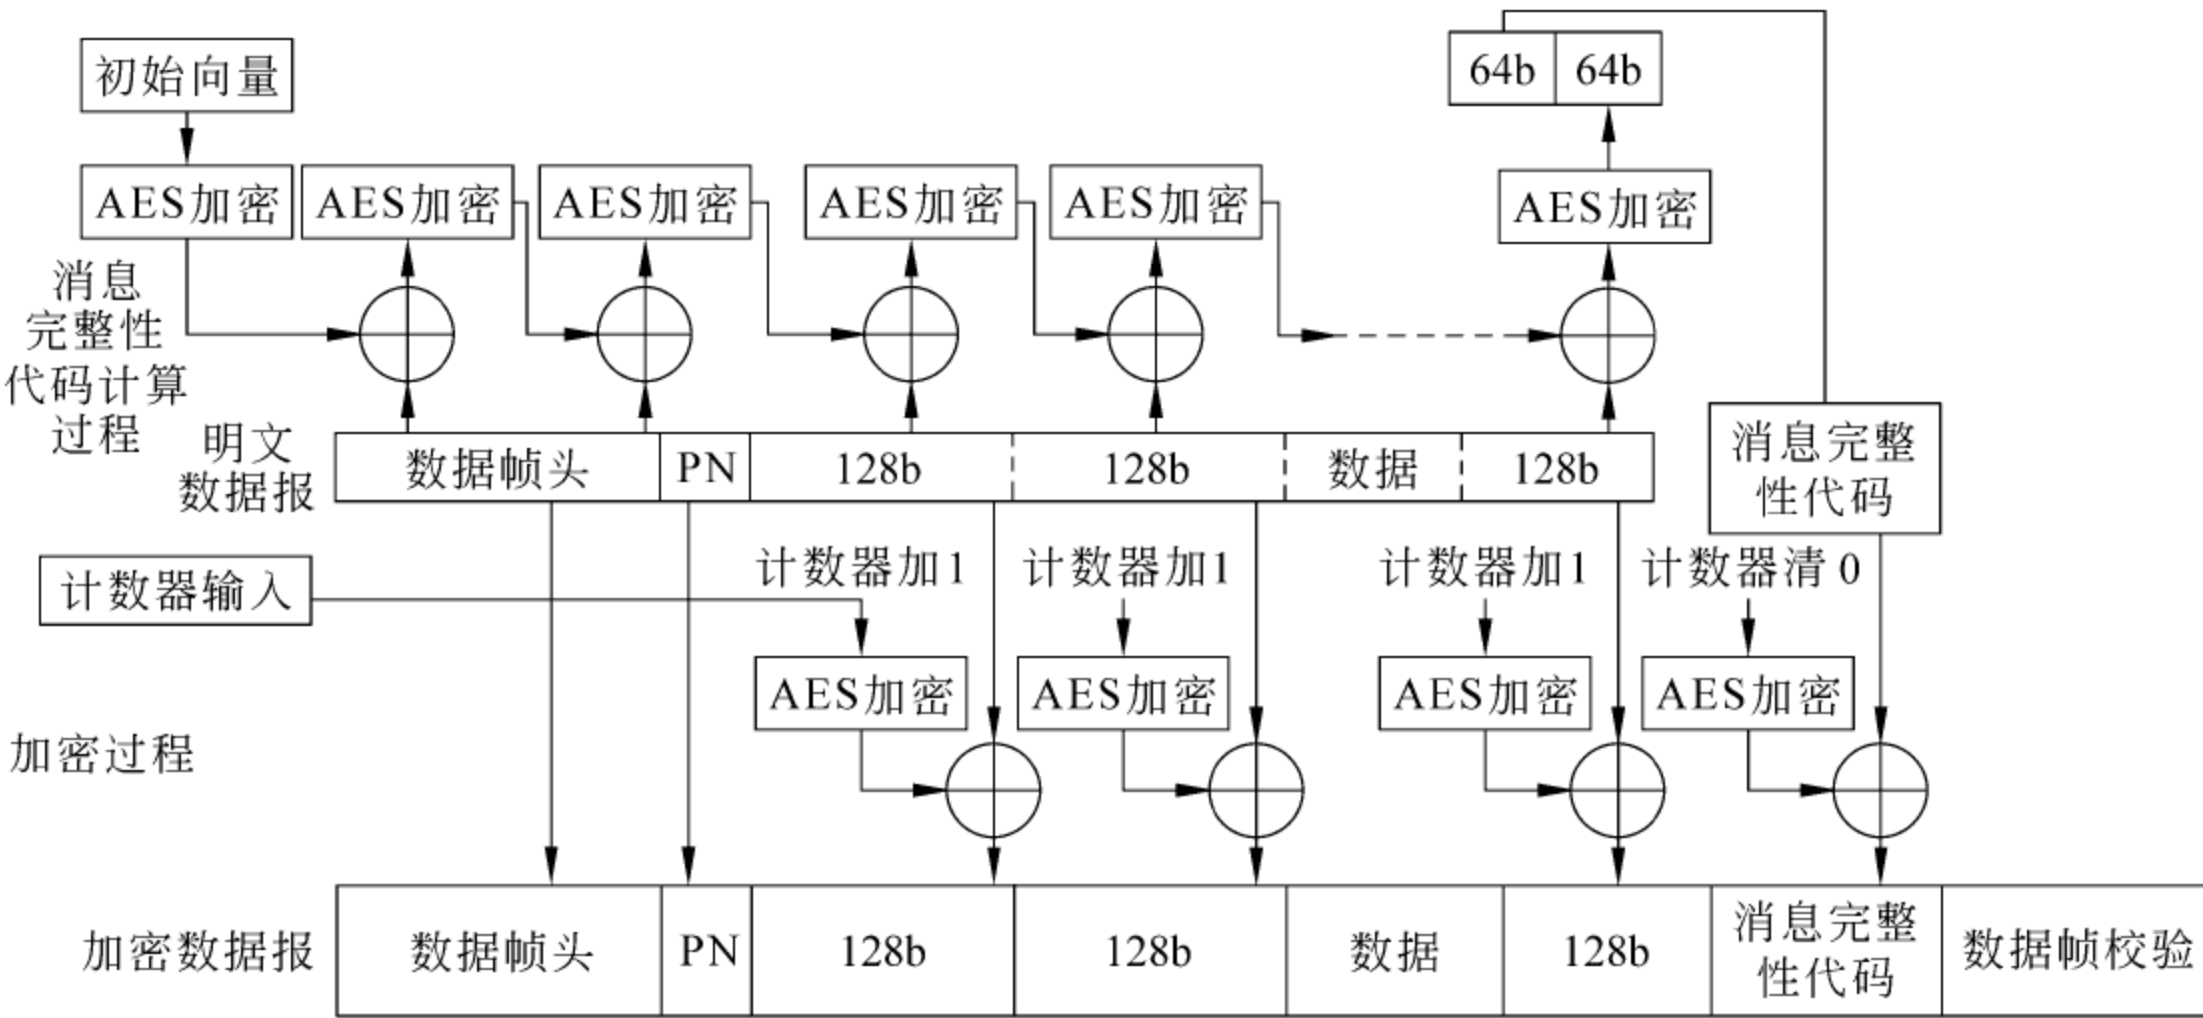 初始向量
64b 64b
AES加密 AES加密 AES加密 AES加密 AES加密 AES加密
消息
完整性
代码计算
过程
明文
数据报
数据帧头 PN 128b 128b 数据 128b
消息完整
性代码
计数器输入
计数器加1 计数器加1 计数器加1 计数器清0
AES加密 AES加密 AES加密 AES加密
加密过程
加密数据报
数据帧头 PN 128b 128b 数据 128b
消息完整
性代码
数据帧校验